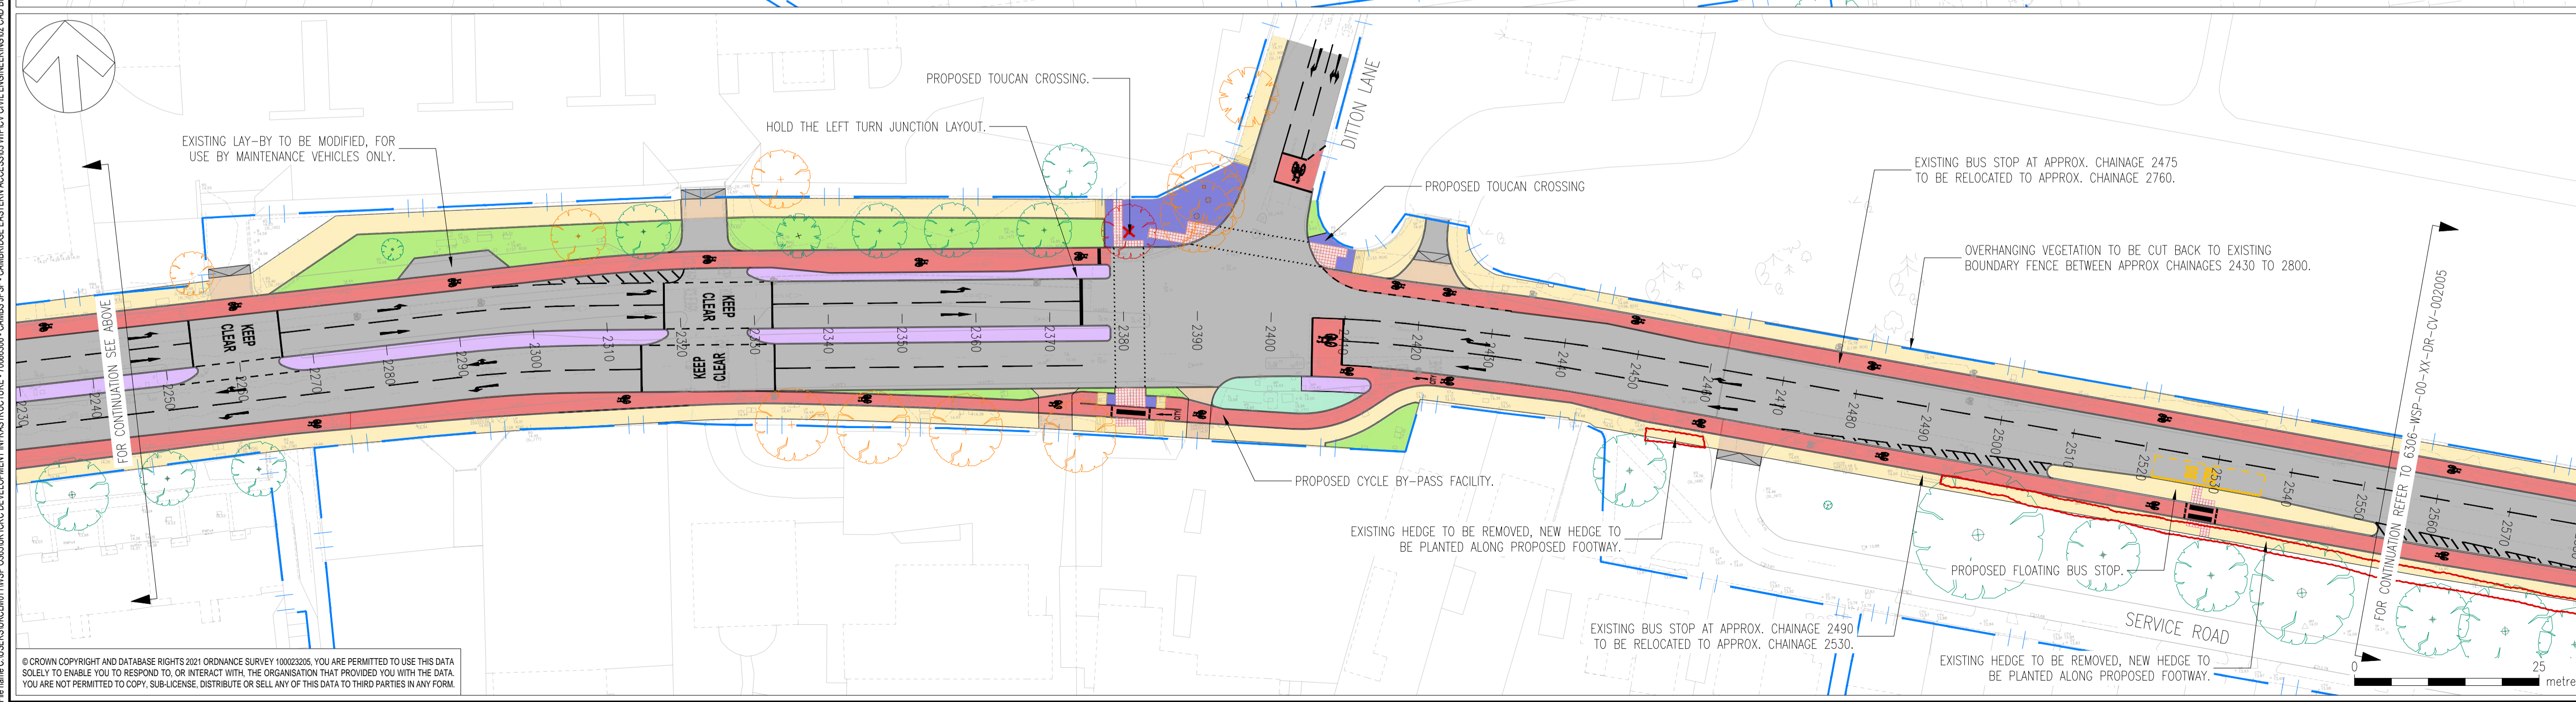 PROPOSED TOUCAN CROSSING.
HOLD THE LEFT TURN JUNCTION LAYOUT.
EXISTING LAY-BY TO BE MODIFIED, FOR
USE BY MAINTENANCE VEHICLES ONLY.
DITTON LANE
PROPOSED TOUCAN CROSSING
EXISTING BUS STOP AT APPROX. CHAINAGE 2475
TO BE RELOCATED TO APPROX. CHAINAGE 2760.
OVERHANGING VEGETATION TO BE CUT BACK TO EXISTING
BOUNDARY FENCE BETWEEN APPROX CHAINAGES 2430 TO 2800.
FOR CONTINUATION SEE ABOVE
KEEP
CLEAR
KEEP
CLEAR
KEEP
CLEAR
2230
2240
2250
2260
2270
2280
2290
2300
2310
2320
2330
2340
2350
2360
2370
2380
2390
2400
2410
2420
2430
2440
2450
2460
2410
2480
2490
2500
2510
2520
2530
2540
2550
2560
2570
FOR CONTINUATION REFER TO 6306-WSP-00-XX-DR-CV-002005
PROPOSED CYCLE BY-PASS FACILITY.
EXISTING HEDGE TO BE REMOVED, NEW HEDGE TO
BE PLANTED ALONG PROPOSED FOOTWAY.
PROPOSED FLOATING BUS STOP.
SERVICE ROAD
EXISTING BUS STOP AT APPROX. CHAINAGE 2490
TO BE RELOCATED TO APPROX. CHAINAGE 2530.
EXISTING HEDGE TO BE REMOVED, NEW HEDGE TO
BE PLANTED ALONG PROPOSED FOOTWAY.
0 25
metre
© CROWN COPYRIGHT AND DATABASE RIGHTS 2021 ORDNANCE SURVEY 100023205, YOU ARE PERMITTED TO USE THIS DATA
SOLELY TO ENABLE YOU TO RESPOND TO, OR INTERACT WITH, THE ORGANISATION THAT PROVIDED YOU WITH THE DATA.
YOU ARE NOT PERMITTED TO COPY, SUB-LICENSE, DISTRIBUTE OR SELL ANY OF THIS DATA TO THIRD PARTIES IN ANY FORM.